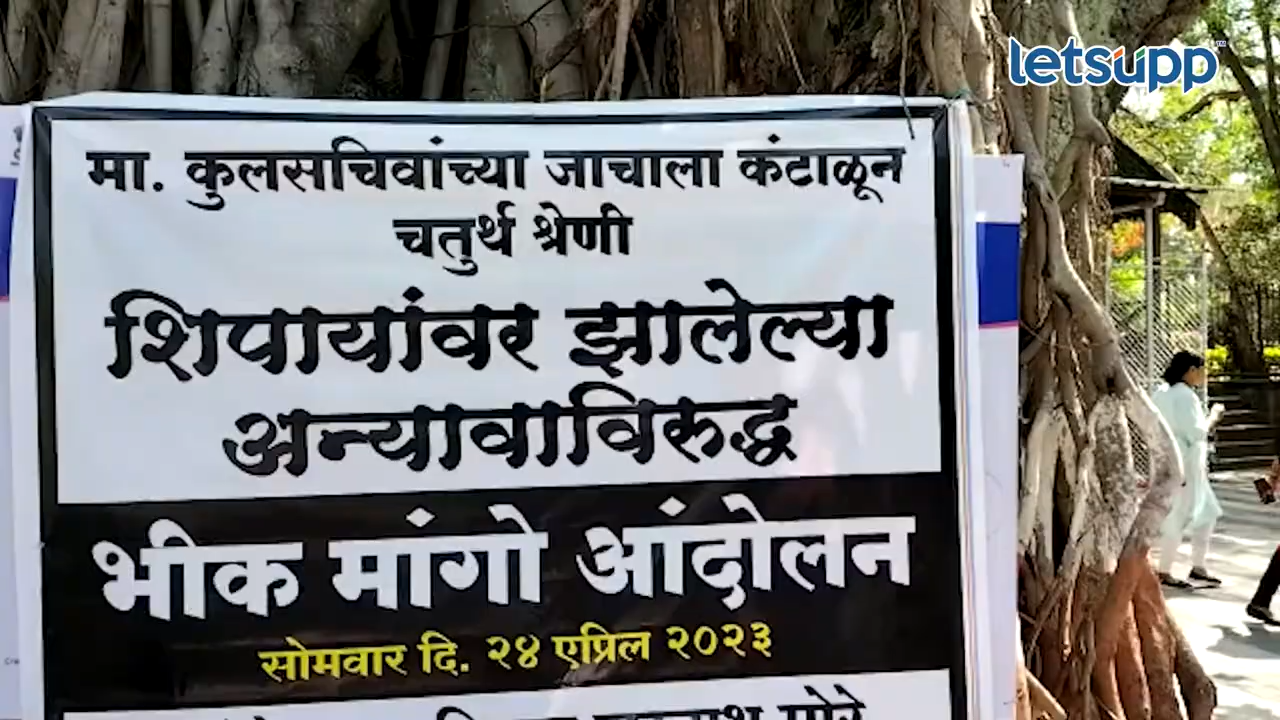 letsupp
मा. कुलसचिवांच्या जाचाला कंटाळून
चतुर्थ श्रेणी
शिपायांवर झालेल्या
अन्यावाविरुद्ध
भीक मांगो आंदोलन
सोमवार दि. २४ एप्रिल २०२३